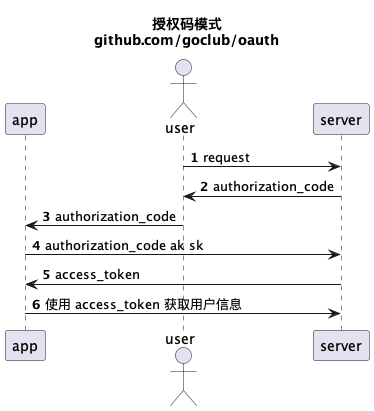 授权码模式
github.com/goclub/oauth
app
user
server
1 request
2 authorization_code
3 authorization_code
4 authorization_code ak sk
5 access_token
6 使用 access_token 获取用户信息
app
user
server